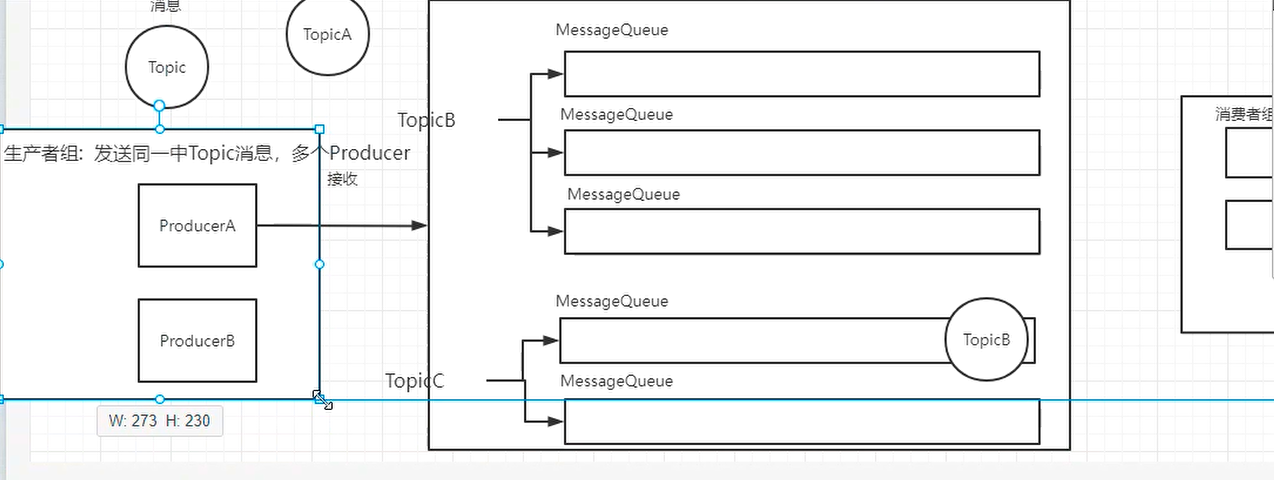 消息
Topic
TopicA
生产者组: 发送同一中Topic消息，多个Producer
接收
ProducerA
ProducerB
W: 273 H: 230
MessageQueue
TopicB
MessageQueue
MessageQueue
MessageQueue
TopicB
TopicC
MessageQueue
消费者组